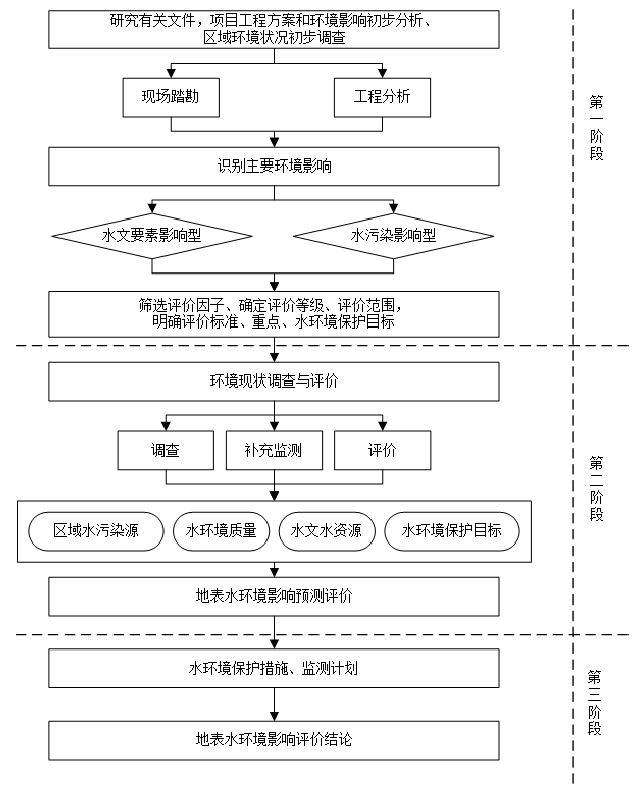 研究有关文件，项目工程方案和环境影响初步分析、
区域环境状况初步调查
现场踏勘
工程分析
识别主要环境影响
水文要素影响型
水污染影响型
筛选评价因子、确定评价等级、评价范围，
明确评价标准、重点、水环境保护目标
第一阶段
环境现状调查与评价
调查
补充监测
评价
区域水污染源
水环境质量
水文水资源
水环境保护目标
地表水环境影响预测评价
第二阶段
水环境保护措施、监测计划
地表水环境影响评价结论
第三阶段